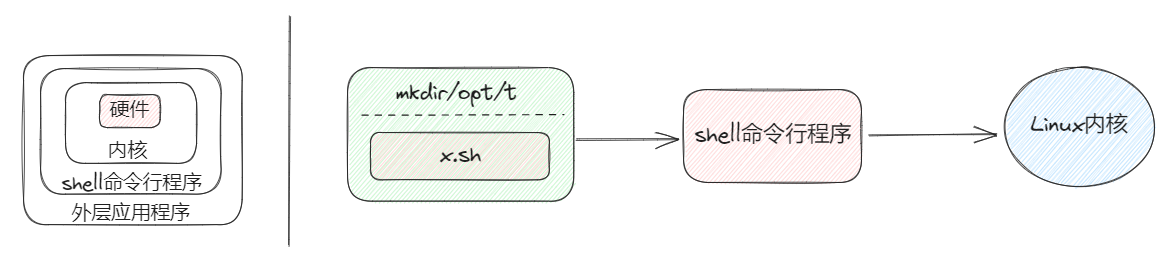 硬件
内核
shell命令行程序
外层应用程序
mkdir/opt/t
x.sh
shell命令行程序
Linux内核